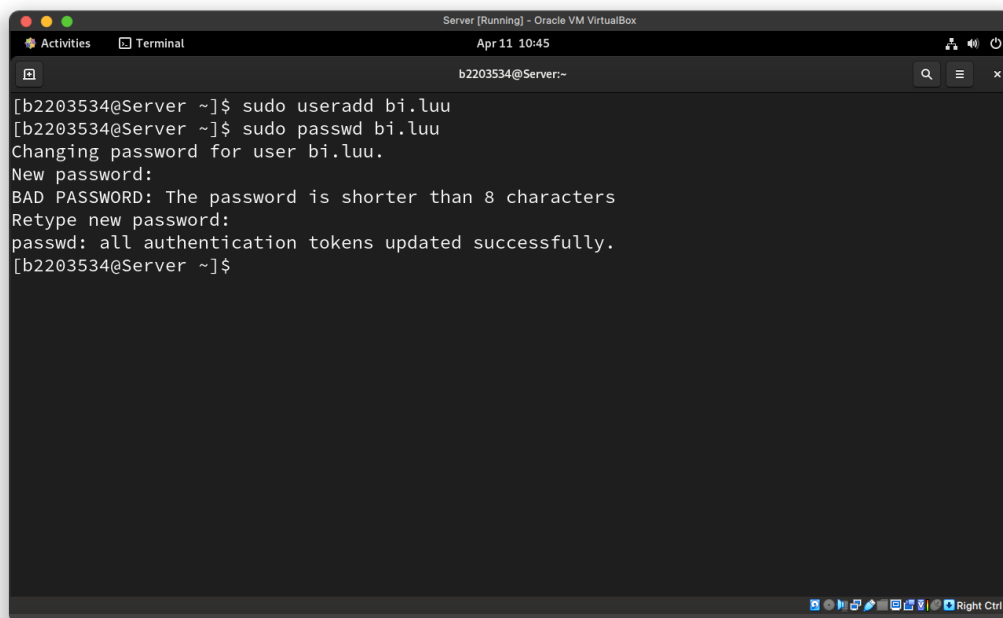 Server [Running] - Oracle VM VirtualBox
Activities Terminal Apr 11 10:45
b2203534@Server:~
[b2203534@Server ~]$ sudo useradd bi.luu
[b2203534@Server ~]$ sudo passwd bi.luu
Changing password for user bi.luu.
New password:
BAD PASSWORD: The password is shorter than 8 characters
Retype new password:
passwd: all authentication tokens updated successfully.
[b2203534@Server ~]$
Right Ctrl